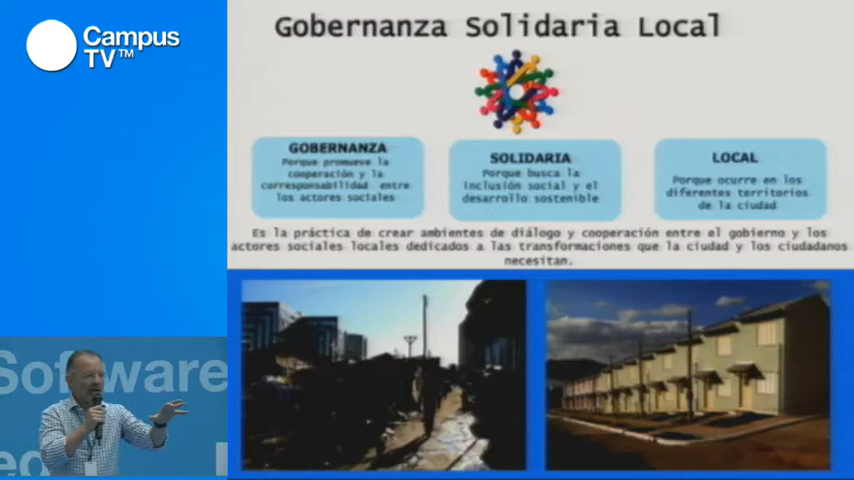 Campus
TV™
Gobernanza Solidaria Local
GOBERNANZA
Porque promueve la
cooperación y la
corresponsabilidad entre
los actores sociales
SOLIDARIA
Porque busca la
inclusión social y el
desarrollo sostenible
LOCAL
Porque ocurre en los
diferentes territorios
de la ciudad
Es la práctica de crear ambientes de diálogo y cooperación entre el gobierno y los
actores sociales locales dedicados a las transformaciones que la ciudad y los ciudadanos
necesitan.
Software